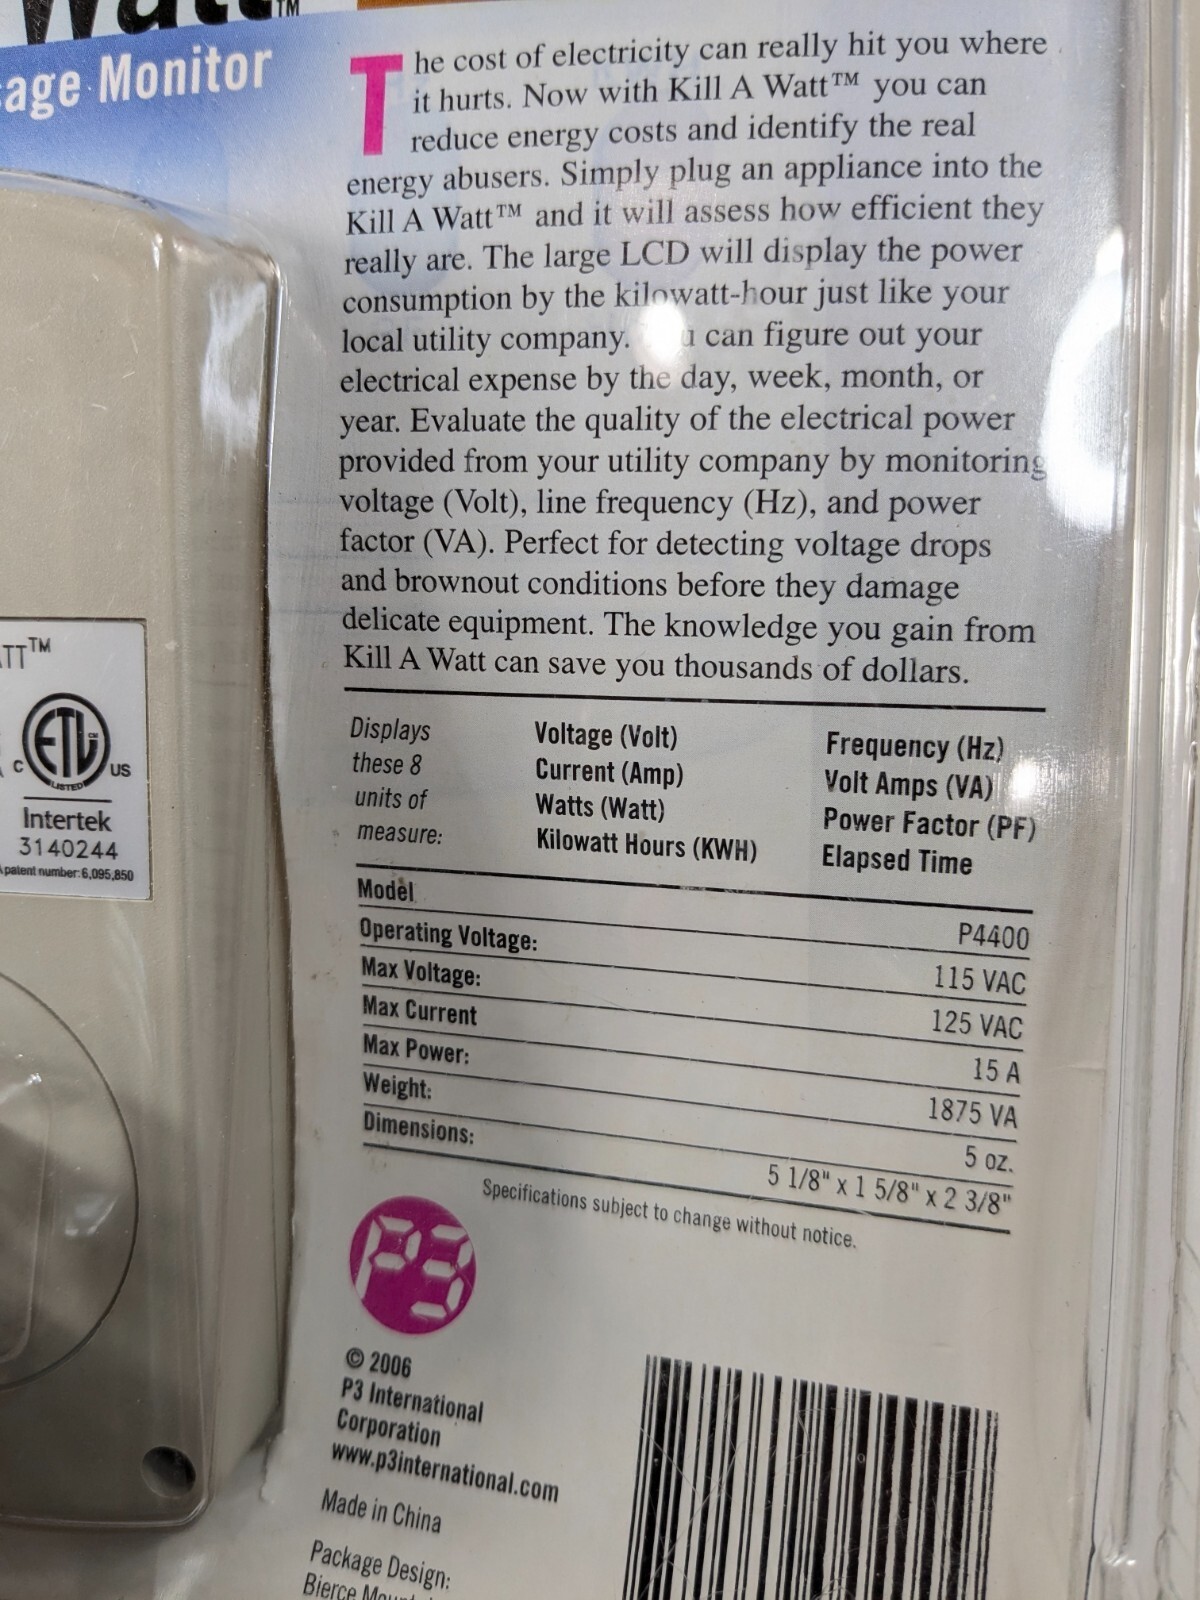 Watt™
sage Monitor
The cost of electricity can really hit you where
it hurts. Now with Kill A Watt™ you can
reduce energy costs and identify the real
energy abusers. Simply plug an appliance into the
Kill A Watt™ and it will assess how efficient they
really are. The large LCD will display the power
consumption by the kilowatt-hour just like your
local utility company. u can figure out your
electrical expense by the day, week, month, or
year. Evaluate the quality of the electrical power
provided from your utility company by monitoring
voltage (Volt), line frequency (Hz), and power
factor (VA). Perfect for detecting voltage drops
and brownout conditions before they damage
delicate equipment. The knowledge you gain from
Kill A Watt can save you thousands of dollars.
ATT™
C ETL CM US
LISTED
Intertek
3140244
patent number:6,095,850
Displays
these 8
units of
measure:
Voltage (Volt)
Current (Amp)
Watts (Watt)
Kilowatt Hours (KWH)
Frequency (Hz)
Volt Amps (VA)
Power Factor (PF)
Elapsed Time
Model P4400
Operating Voltage: 115 VAC
Max Voltage: 125 VAC
Max Current 15 A
Max Power: 1875 VA
Weight: 5 oz.
Dimensions: 5 1/8" x 1 5/8" x 2 3/8"
Specifications subject to change without notice.
P3
© 2006
P3 International
Corporation
www.p3international.com
Made in China
Package Design:
Bierce